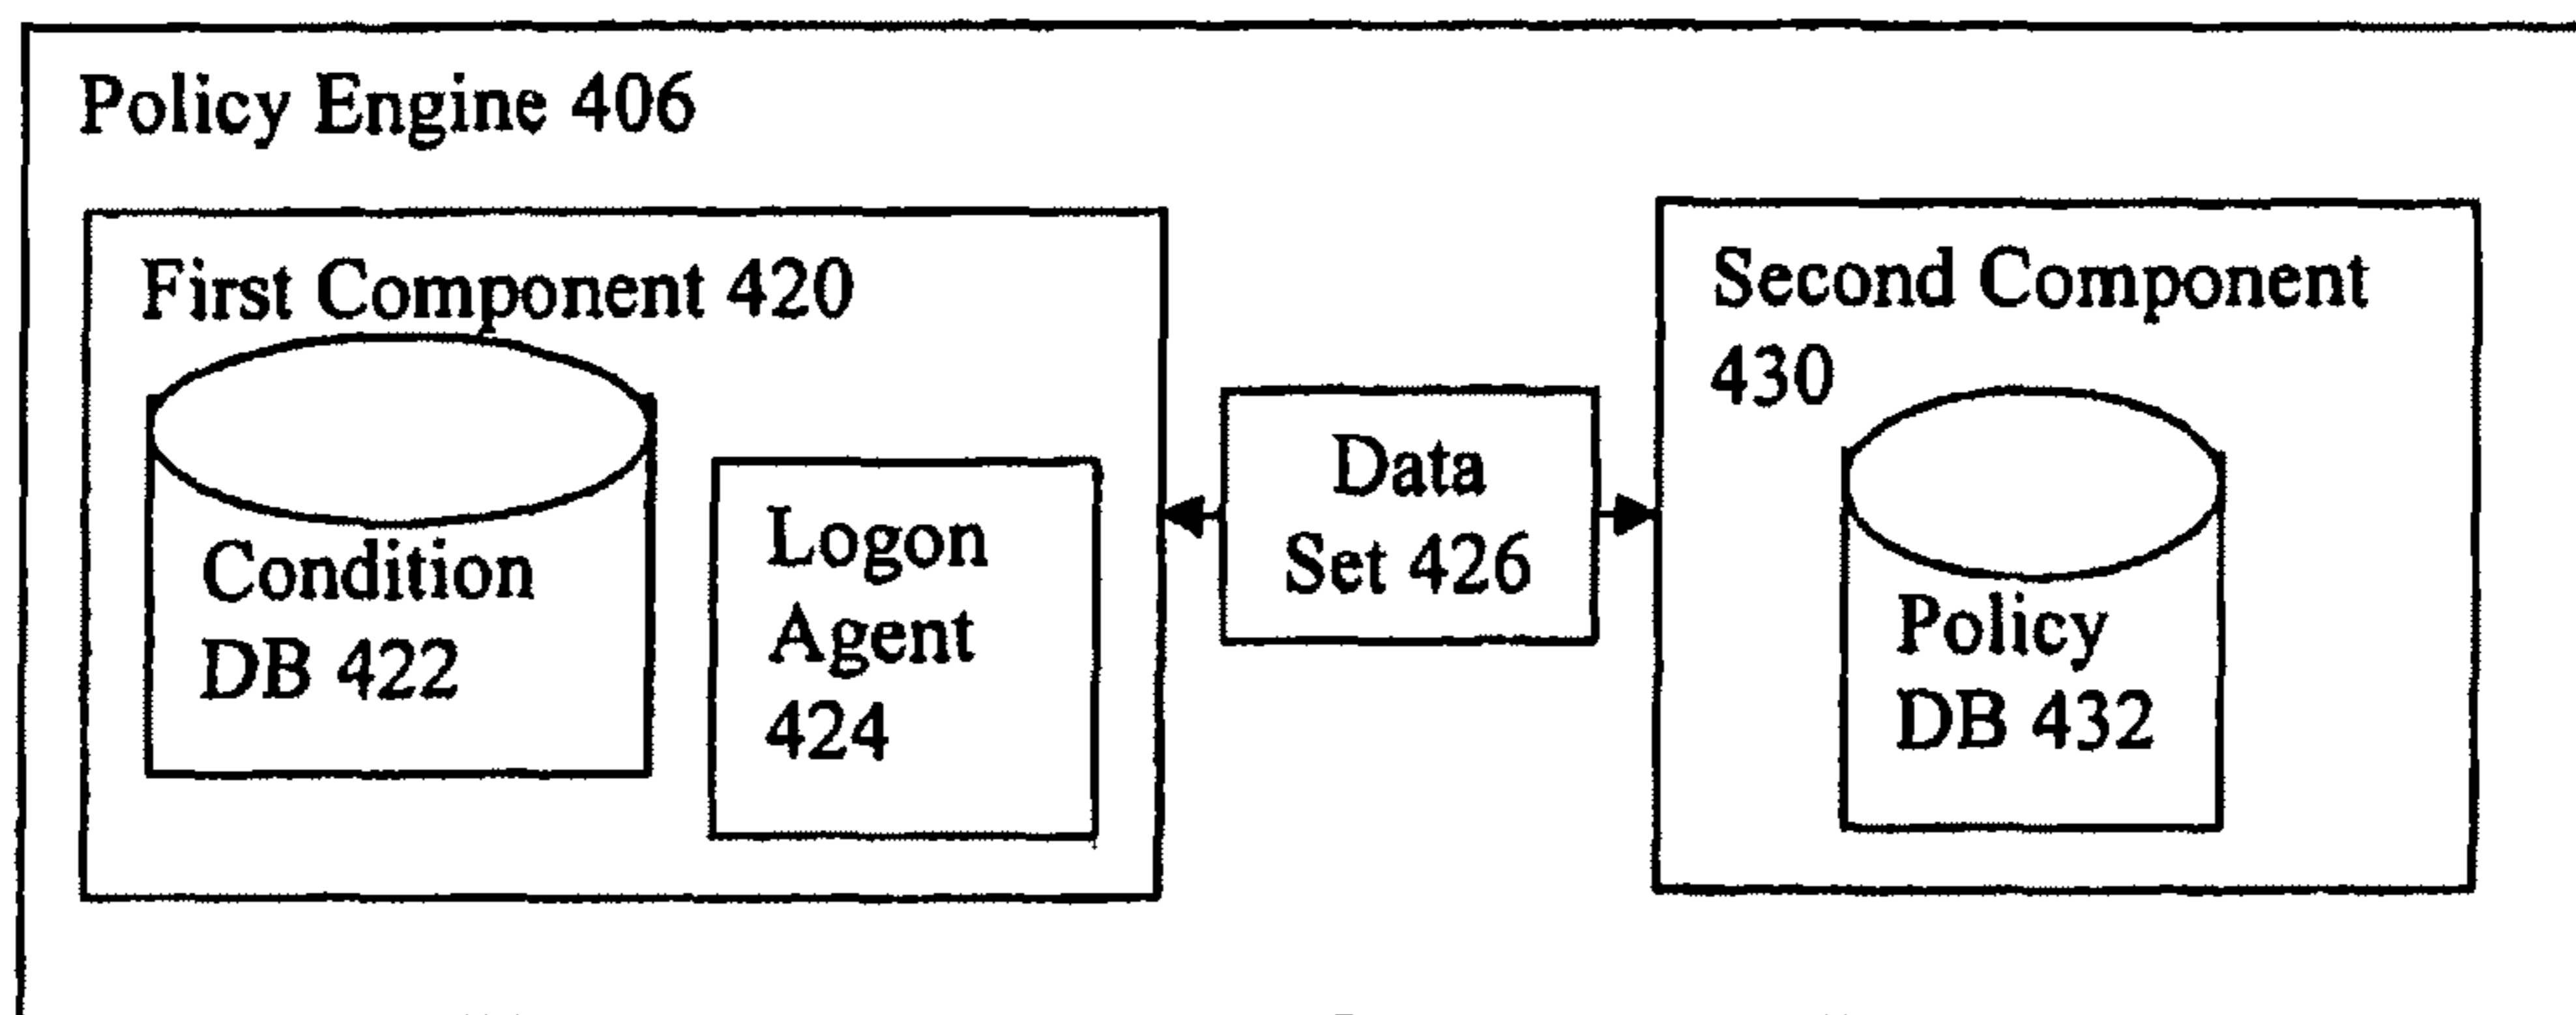 Policy Engine 406
First Component 420
Condition
DB 422
Logon
Agent
424
Data
Set 426
Second Component
430
Policy
DB 432